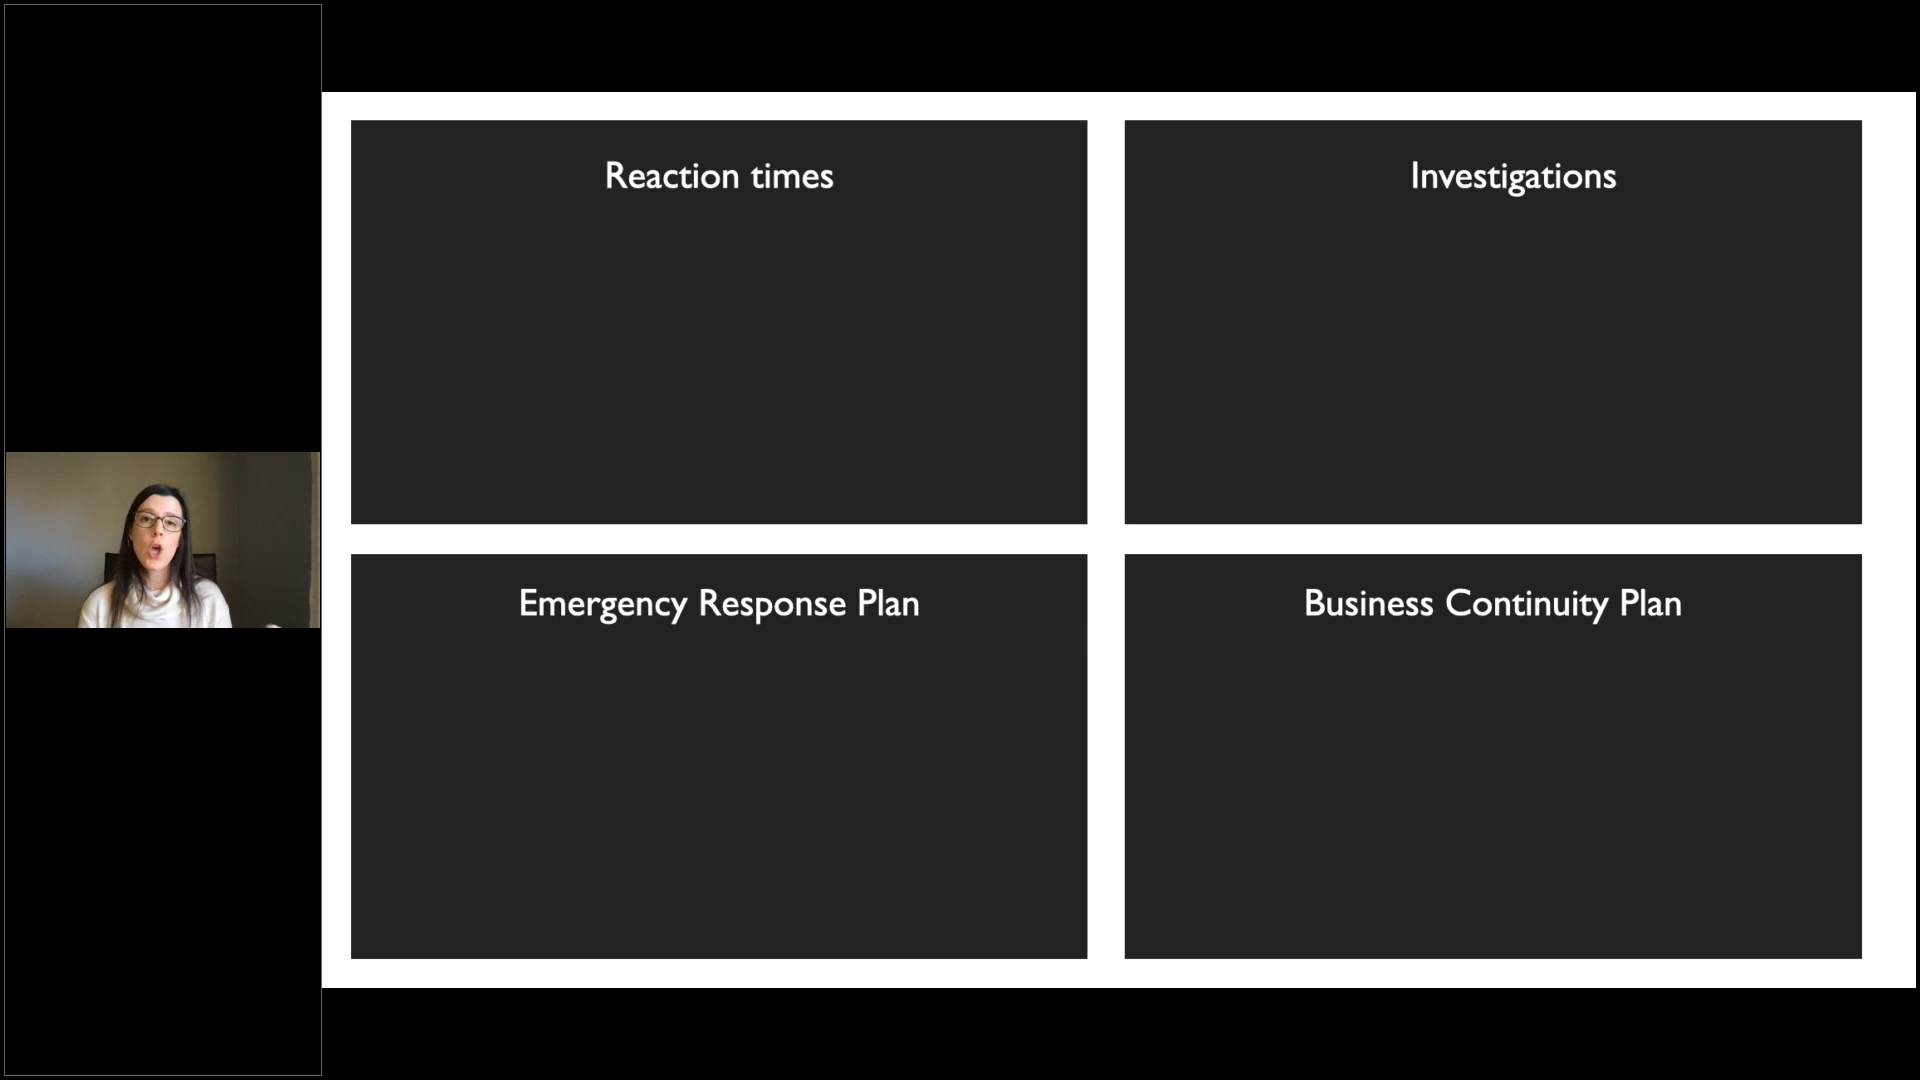 Reaction times
Investigations
Emergency Response Plan
Business Continuity Plan